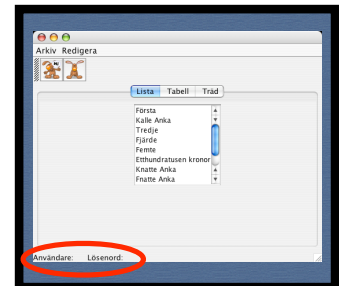 Arkiv Redigera
Lista Tabell Träd
Första
Kalle Anka
Tredje
Fjärde
Femte
Etthundratusen kronor
Knatte Anka
Fnatte Anka
Användare: Lösenord: